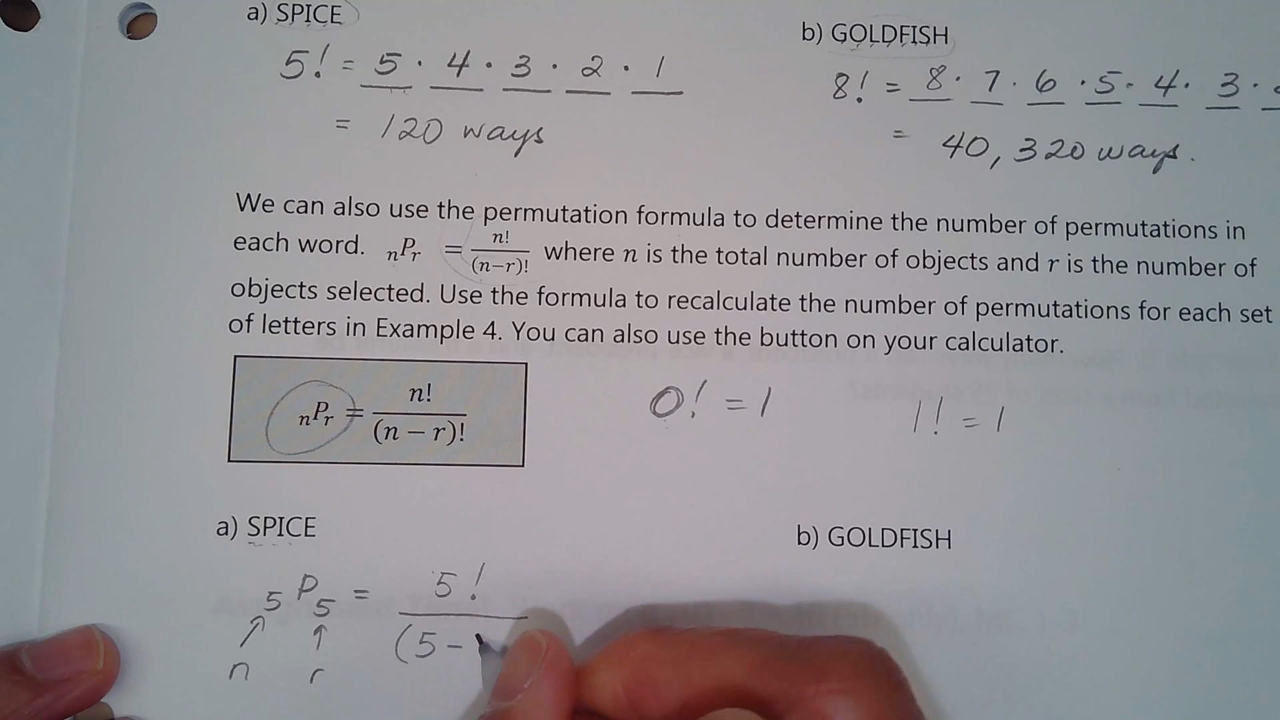 a) SPICE
5! = 5 · 4 · 3 · 2 · 1
= 120 ways
b) GOLDFISH
8! = 8 · 7 · 6 · 5 · 4 · 3 ·
= 40,320 ways.
We can also use the permutation formula to determine the number of permutations in
each word. nPr = n!/(n−r)! where n is the total number of objects and r is the number of
objects selected. Use the formula to recalculate the number of permutations for each set
of letters in Example 4. You can also use the button on your calculator.
nPr = n!/(n − r)!
0! = 1
1! = 1
a) SPICE
5P5 = 5!/(5 −
n r
b) GOLDFISH